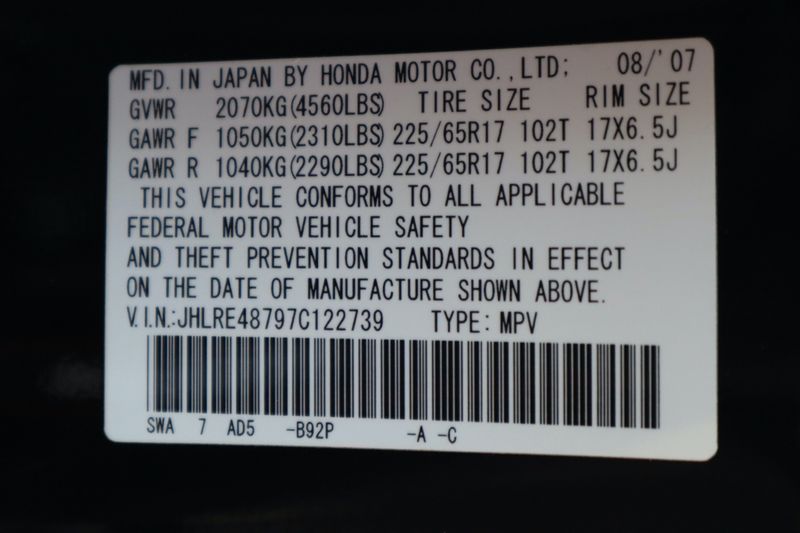 MFD. IN JAPAN BY HONDA MOTOR CO.,LTD; 08/'07
GVWR 2070KG(4560LBS) TIRE SIZE RIM SIZE
GAWR F 1050KG(2310LBS) 225/65R17 102T 17X6.5J
GAWR R 1040KG(2290LBS) 225/65R17 102T 17X6.5J
THIS VEHICLE CONFORMS TO ALL APPLICABLE
FEDERAL MOTOR VEHICLE SAFETY
AND THEFT PREVENTION STANDARDS IN EFFECT
ON THE DATE OF MANUFACTURE SHOWN ABOVE.
V.I.N.:JHLRE48797C122739 TYPE: MPV
SWA 7 AD5 -B92P -A -C